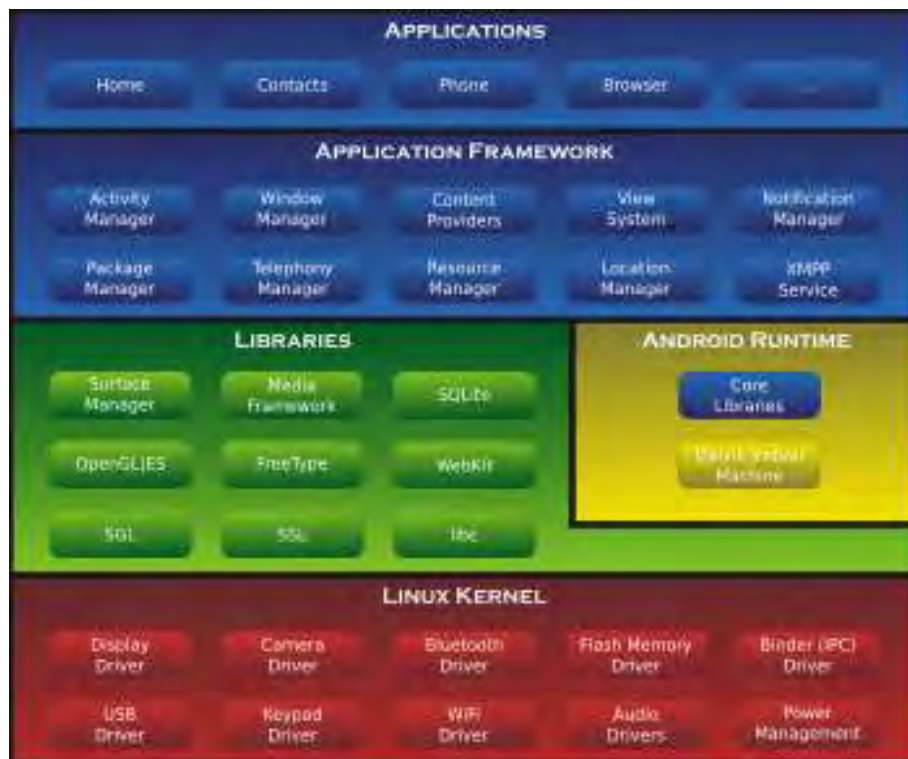 APPLICATIONS
Home Contacts Phone Browser ...
APPLICATION FRAMEWORK
Activity Manager Window Manager Content Providers View System Notification Manager
Package Manager Telephony Manager Resource Manager Location Manager XMPP Service
LIBRARIES
Surface Manager Media Framework SQLite
OpenGL|ES FreeType WebKit
SGL SSL libc
ANDROID RUNTIME
Core Libraries
Dalvik Virtual Machine
LINUX KERNEL
Display Driver Camera Driver Bluetooth Driver Flash Memory Driver Binder (IPC) Driver
USB Driver Keypad Driver WiFi Driver Audio Drivers Power Management